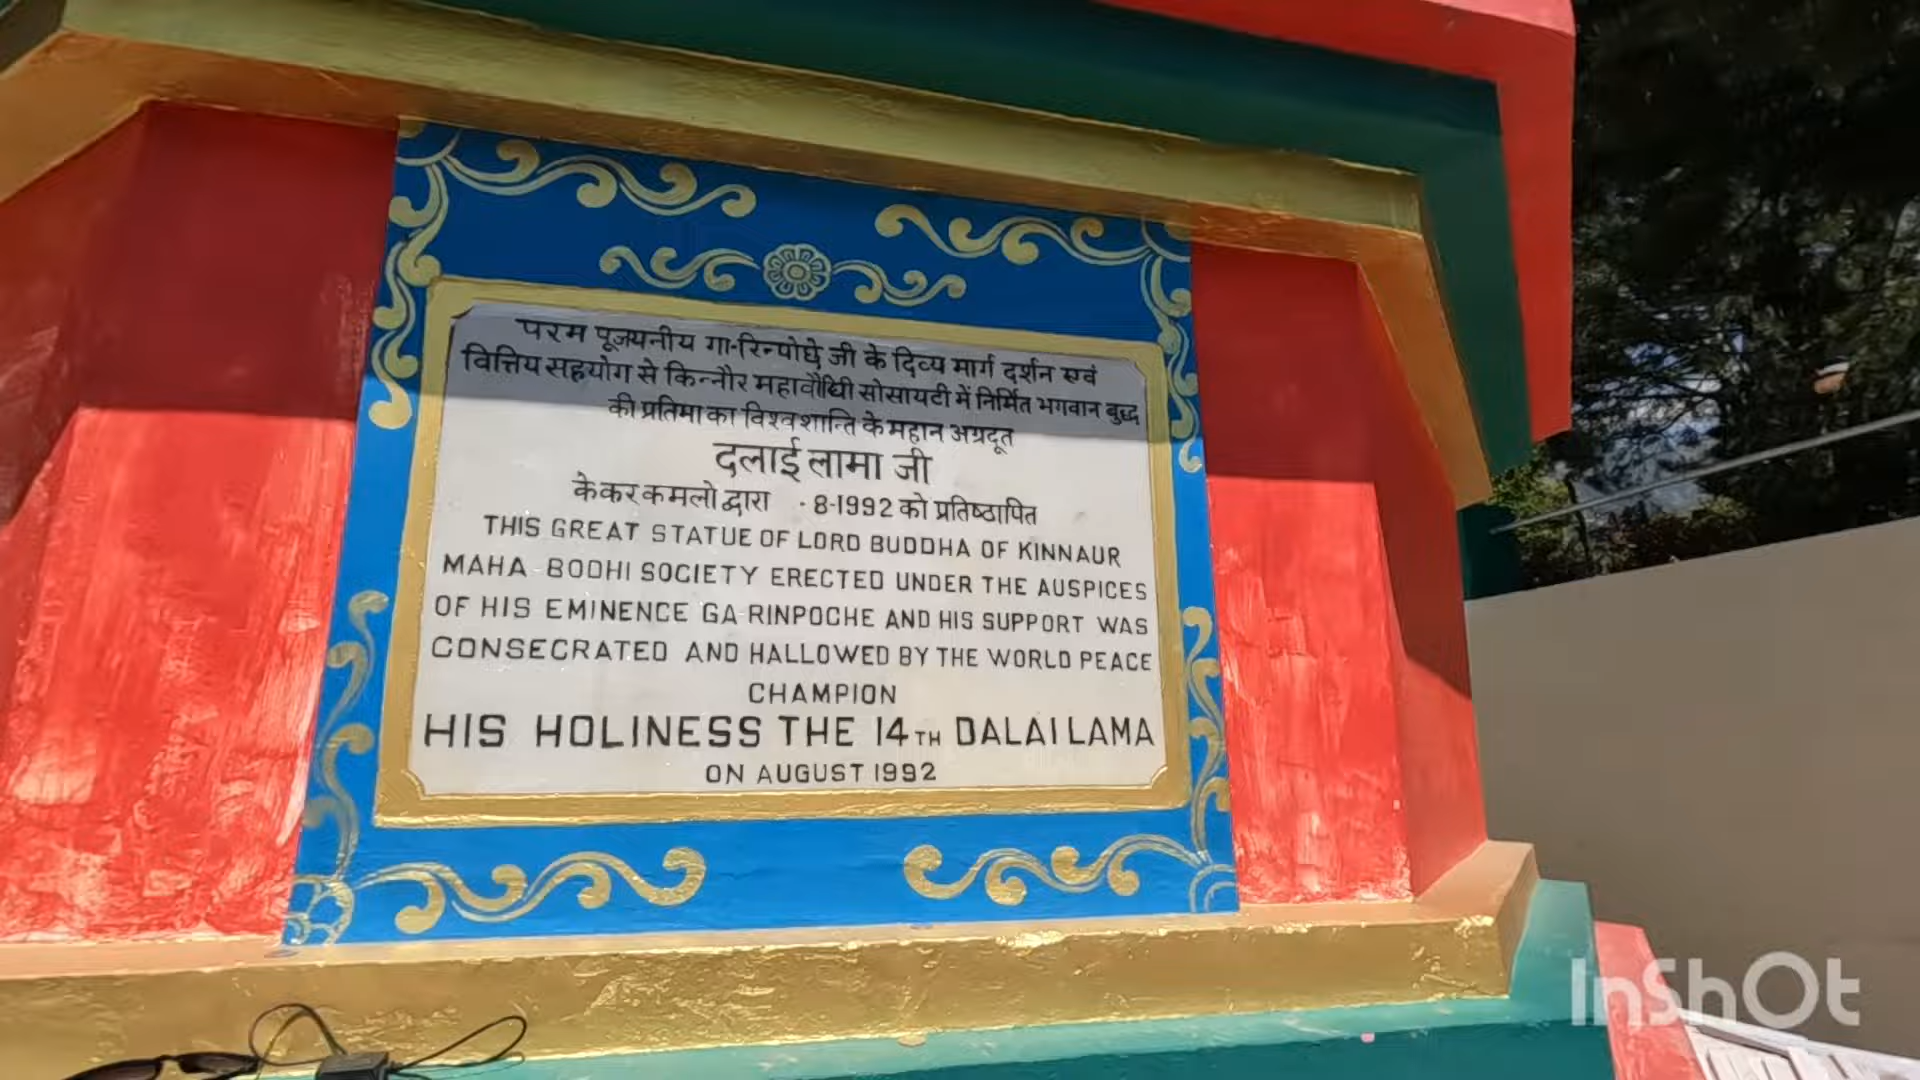 परम पूज्यनीय गा-रिन्पोछे जी के दिव्य मार्ग दर्शन एवं
वित्तिय सहयोग से किन्नौर महावौधिी सोसायटी में निर्मित भगवान बुद्ध
की प्रतिमा का विश्व शान्ति के महान अग्रदूत
दलाई लामा जी
के कर कमलो द्वारा -8-1992 को प्रतिष्ठापित
THIS GREAT STATUE OF LORD BUDDHA OF KINNAUR
MAHA-BODHI SOCIETY ERECTED UNDER THE AUSPICES
OF HIS EMINENCE GA-RINPOCHE AND HIS SUPPORT WAS
CONSECRATED AND HALLOWED BY THE WORLD PEACE
CHAMPION
HIS HOLINESS THE 14TH DALAI LAMA
ON AUGUST 1992
InShOt